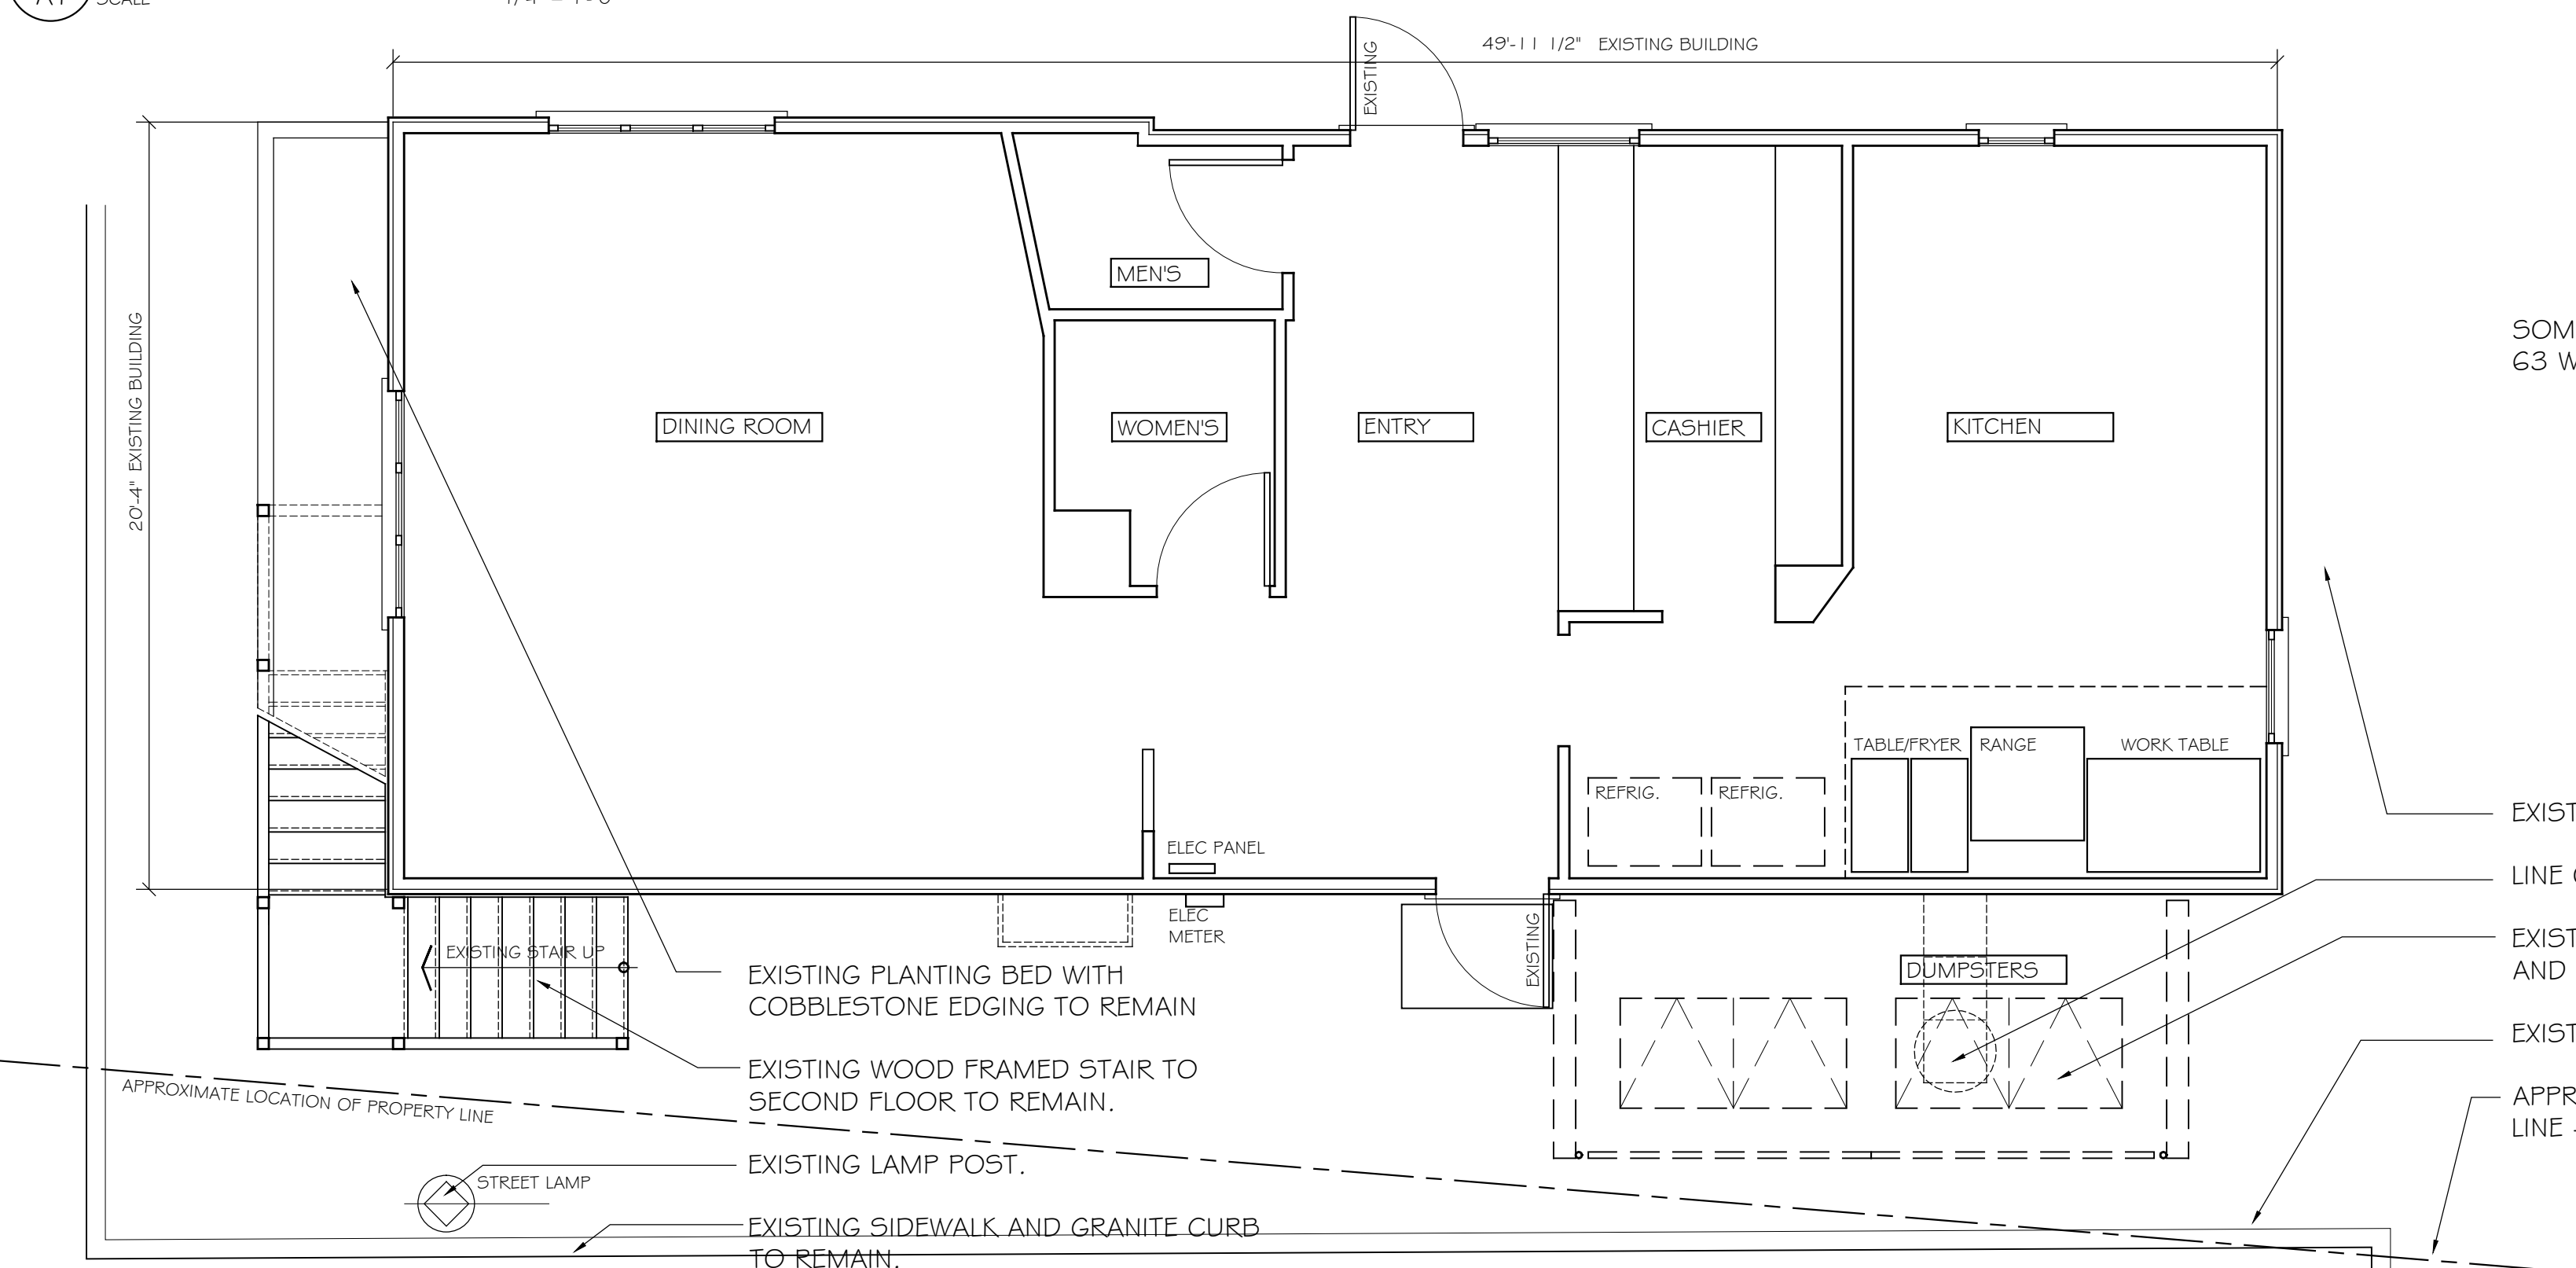 SCALE
49'-11 1/2" EXISTING BUILDING
EXISTING
20'-4" EXISTING BUILDING
MEN'S
DINING ROOM
WOMEN'S
ENTRY
CASHIER
KITCHEN
SOM
63 W
TABLE/FRYER
RANGE
WORK TABLE
REFRIG.
REFRIG.
ELEC PANEL
ELEC
METER
EXISTING
DUMPSTERS
EXISTING STAIR UP
EXISTING PLANTING BED WITH
COBBLESTONE EDGING TO REMAIN
EXISTING WOOD FRAMED STAIR TO
SECOND FLOOR TO REMAIN.
APPROXIMATE LOCATION OF PROPERTY LINE
EXISTING LAMP POST.
STREET LAMP
EXISTING SIDEWALK AND GRANITE CURB
TO REMAIN.
EXIST
LINE
EXIST
AND
EXIST
APPR
LINE